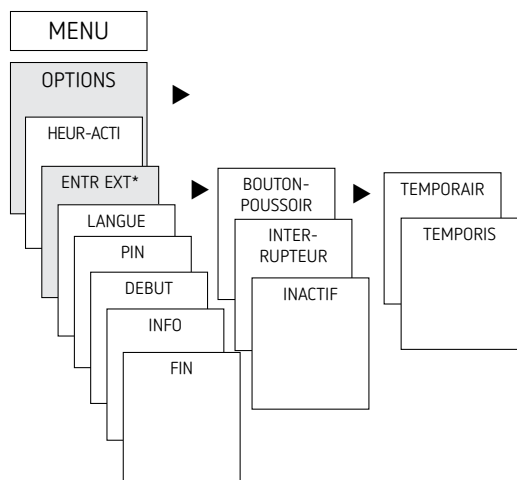 MENU
OPTIONS
HEUR-ACTI
ENTR EXT*
LANGUE
PIN
DEBUT
INFO
FIN
BOUTON-
POUSSOIR
INTER-
RUPTEUR
INACTIF
TEMPORAIR
TEMPORIS